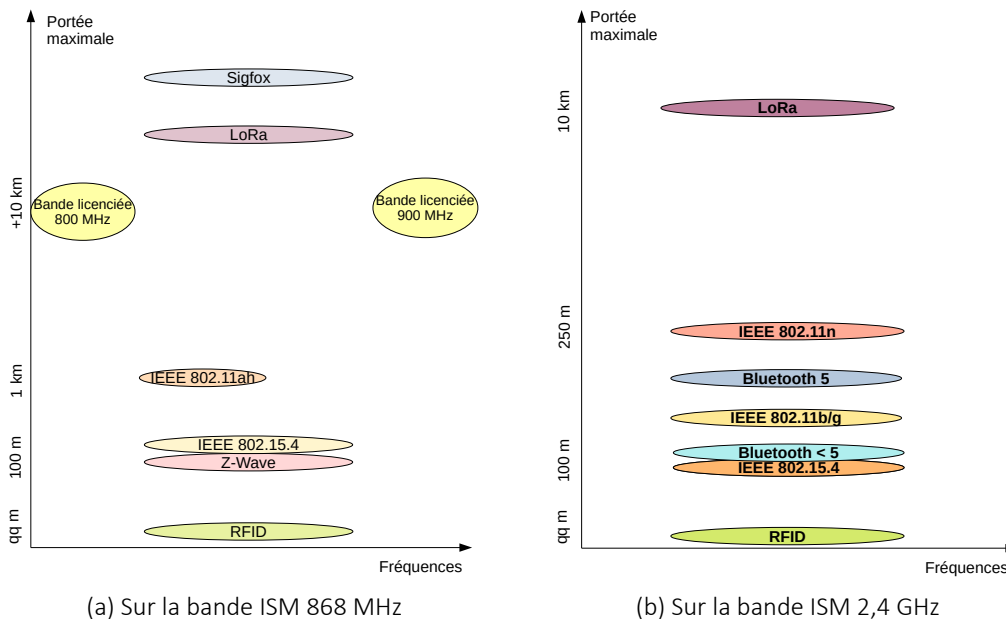 Portée
maximale
Sigfox
LoRa
+10 km
Bande licenciée
800 MHz
Bande licenciée
900 MHz
1 km
IEEE 802.11ah
100 m
IEEE 802.15.4
Z-Wave
qq m
RFID
Fréquences
(a) Sur la bande ISM 868 MHz
Portée
maximale
10 km
LoRa
250 m
IEEE 802.11n
Bluetooth 5
IEEE 802.11b/g
100 m
Bluetooth < 5
IEEE 802.15.4
qq m
RFID
Fréquences
(b) Sur la bande ISM 2,4 GHz